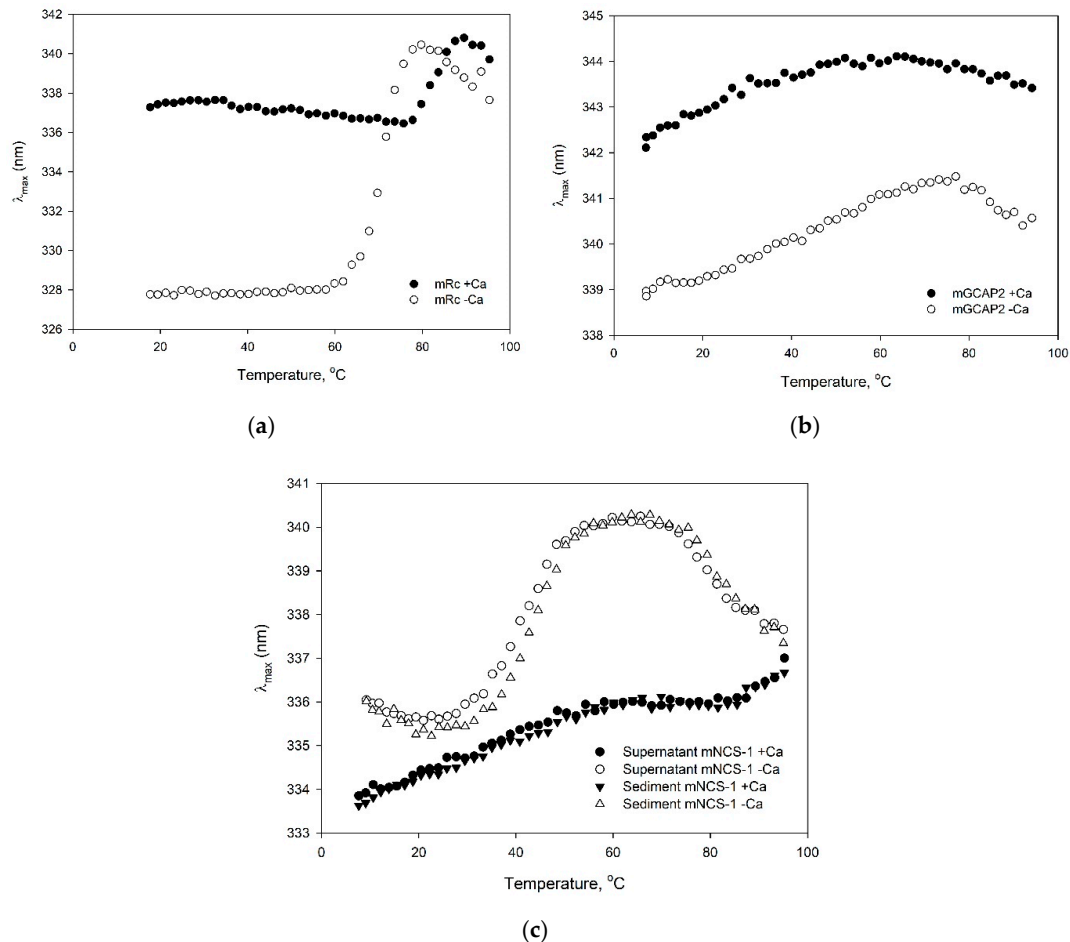 342
340
338
336
334
332
330
328
326
0
20
40
60
80
100
λmax (nm)
Temperature, °C
mRc +Ca
mRc -Ca
(a)
345
344
343
342
341
340
339
338
0
20
40
60
80
100
λmax (nm)
Temperature, °C
mGCAP2 +Ca
mGCAP2 -Ca
(b)
341
340
339
338
337
336
335
334
333
0
20
40
60
80
100
λmax (nm)
Temperature, °C
Supernatant mNCS-1 +Ca
Supernatant mNCS-1 -Ca
Sediment mNCS-1 +Ca
Sediment mNCS-1 -Ca
(c)